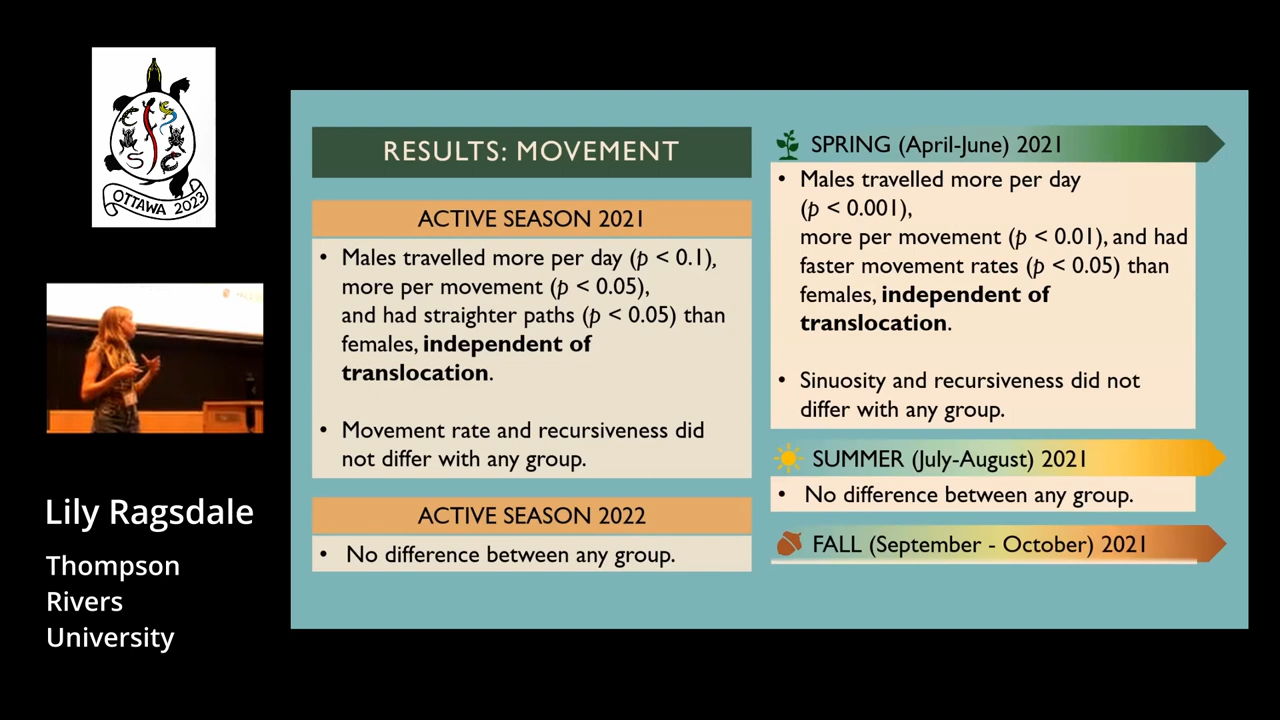 OTTAWA 2023
Lily Ragsdale
Thompson
Rivers
University
RESULTS: MOVEMENT
ACTIVE SEASON 2021
• Males travelled more per day (p < 0.1),
more per movement (p < 0.05),
and had straighter paths (p < 0.05) than
females, independent of
translocation.
• Movement rate and recursiveness did
not differ with any group.
ACTIVE SEASON 2022
• No difference between any group.
SPRING (April-June) 2021
• Males travelled more per day
(p < 0.001),
more per movement (p < 0.01), and had
faster movement rates (p < 0.05) than
females, independent of
translocation.
• Sinuosity and recursiveness did not
differ with any group.
SUMMER (July-August) 2021
• No difference between any group.
FALL (September - October) 2021